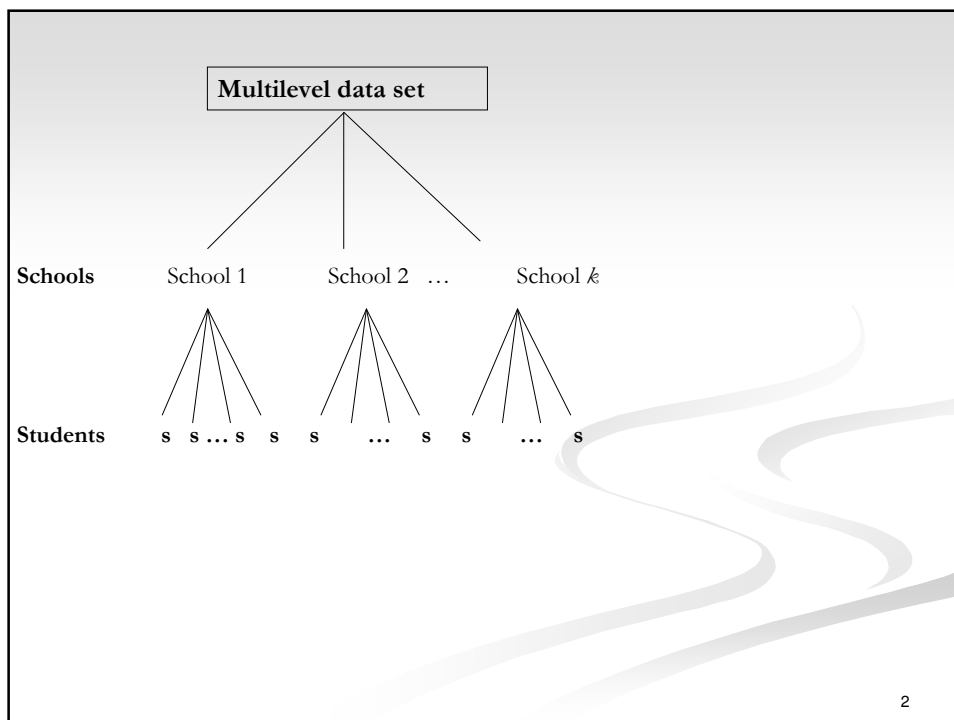 Multilevel data set
Schools School 1 School 2 … School k
Students s s … s s s … s s … s
2